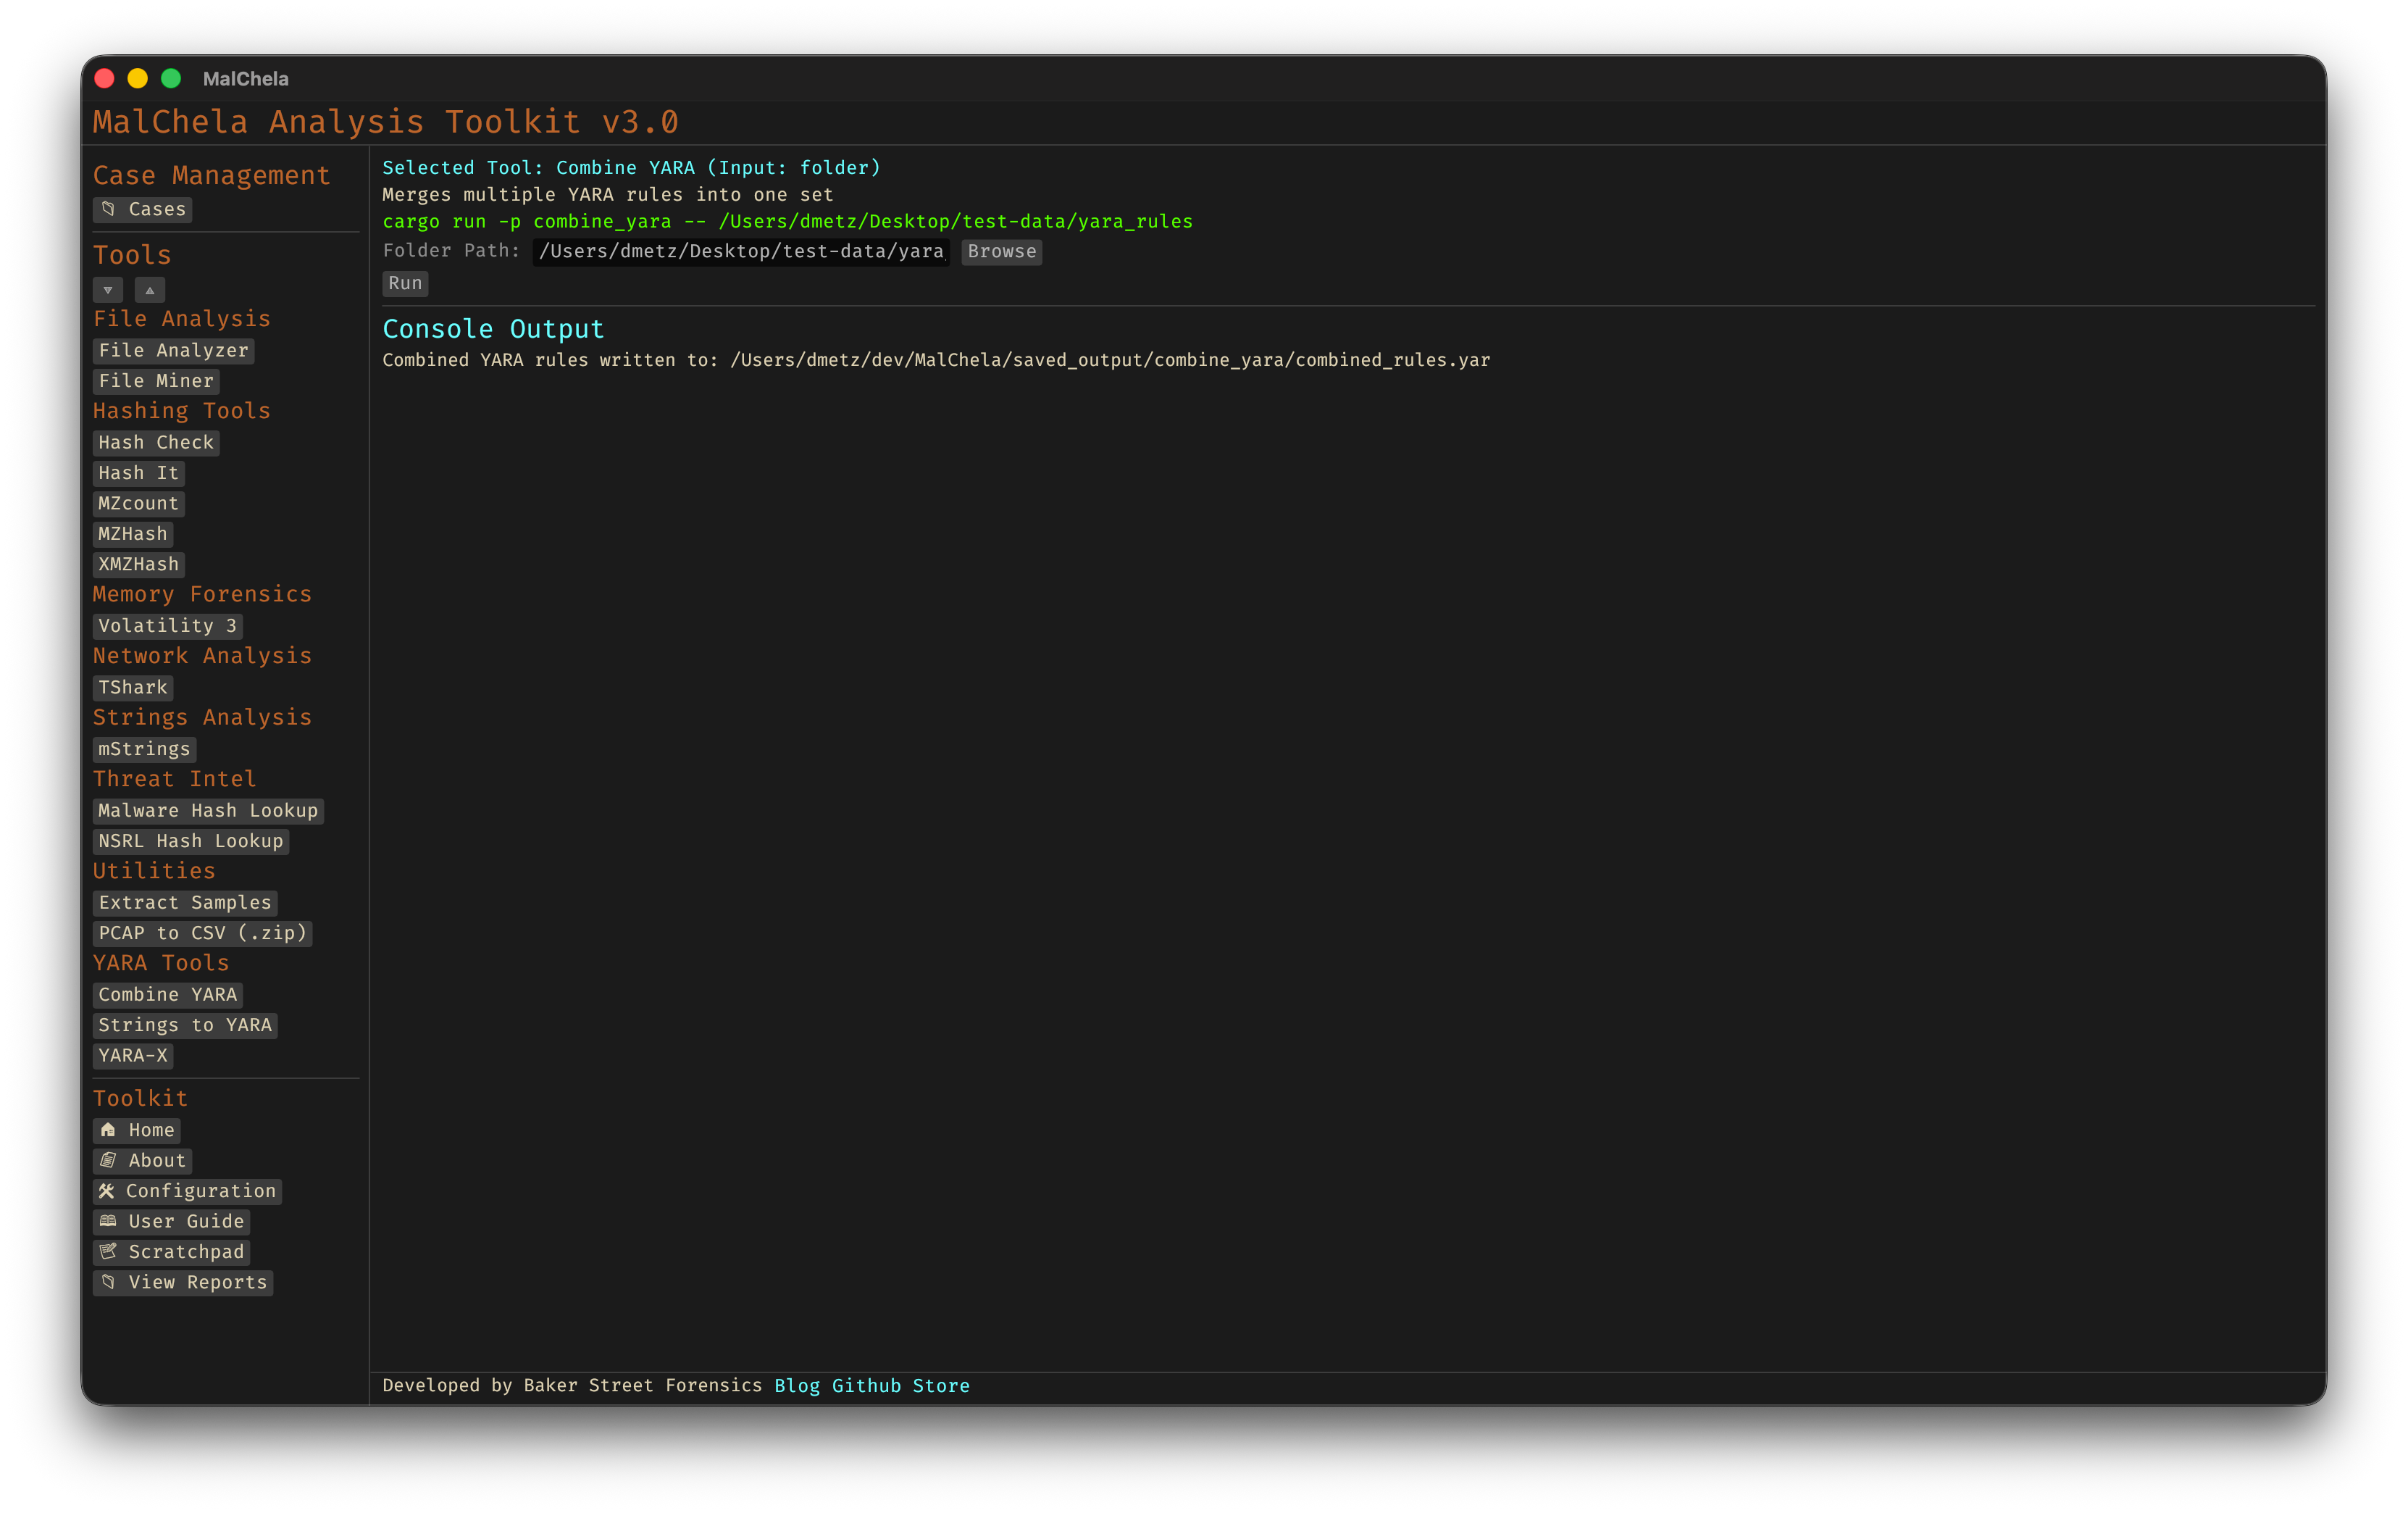 MalChela
MalChela Analysis Toolkit v3.0
Case Management
Cases
Tools
File Analysis
File Analyzer
File Miner
Hashing Tools
Hash Check
Hash It
MZcount
MZHash
XMZHash
Memory Forensics
Volatility 3
Network Analysis
TShark
Strings Analysis
mStrings
Threat Intel
Malware Hash Lookup
NSRL Hash Lookup
Utilities
Extract Samples
PCAP to CSV (.zip)
YARA Tools
Combine YARA
Strings to YARA
YARA-X
Toolkit
Home
About
Configuration
User Guide
Scratchpad
View Reports
Selected Tool: Combine YARA (Input: folder)
Merges multiple YARA rules into one set
cargo run -p combine_yara -- /Users/dmetz/Desktop/test-data/yara_rules
Folder Path: /Users/dmetz/Desktop/test-data/yara Browse
Run
Console Output
Combined YARA rules written to: /Users/dmetz/dev/MalChela/saved_output/combine_yara/combined_rules.yar
Developed by Baker Street Forensics Blog Github Store